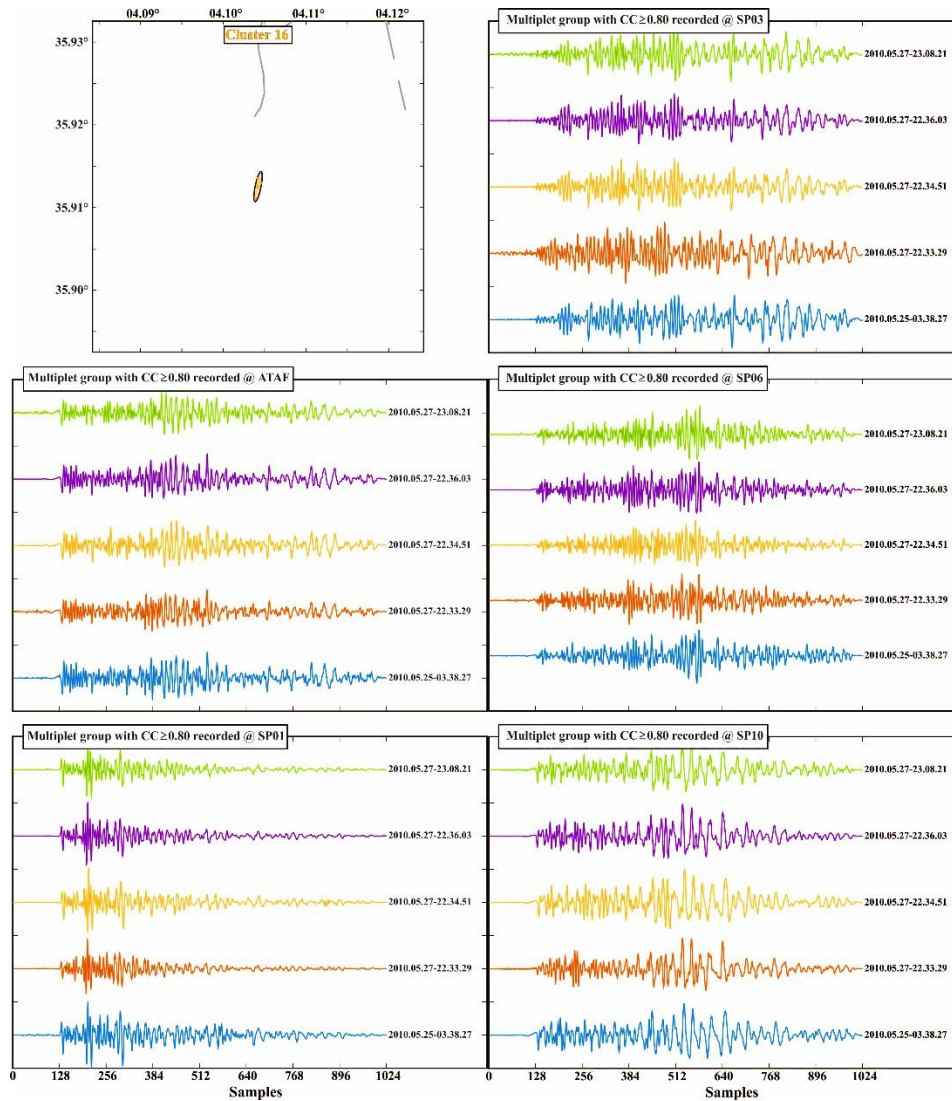 04.09° 04.10° 04.11° 04.12°
Cluster 16
35.93°
35.92°
35.91°
35.90°
Multiplet group with CC≥0.80 recorded @ SP03
2010.05.27-23.08.21
2010.05.27-22.36.03
2010.05.27-22.34.51
2010.05.27-22.33.29
2010.05.25-03.38.27
Multiplet group with CC≥0.80 recorded @ ATAF
2010.05.27-23.08.21
2010.05.27-22.36.03
2010.05.27-22.34.51
2010.05.27-22.33.29
2010.05.25-03.38.27
Multiplet group with CC≥0.80 recorded @ SP06
2010.05.27-23.08.21
2010.05.27-22.36.03
2010.05.27-22.34.51
2010.05.27-22.33.29
2010.05.25-03.38.27
Multiplet group with CC≥0.80 recorded @ SP01
2010.05.27-23.08.21
2010.05.27-22.36.03
2010.05.27-22.34.51
2010.05.27-22.33.29
2010.05.25-03.38.27
0 128 256 384 512 640 768 896 1024
Samples
Multiplet group with CC≥0.80 recorded @ SP10
2010.05.27-23.08.21
2010.05.27-22.36.03
2010.05.27-22.34.51
2010.05.27-22.33.29
2010.05.25-03.38.27
0 128 256 384 512 640 768 896 1024
Samples